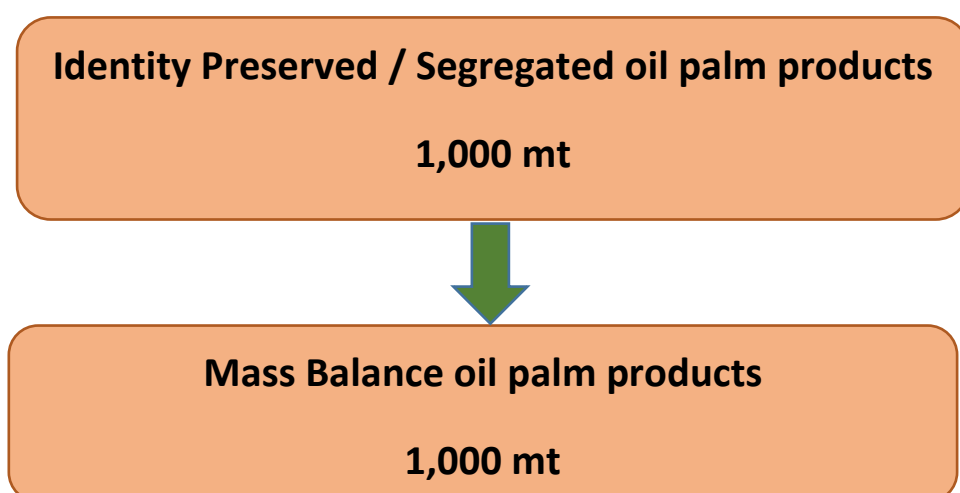 Identity Preserved / Segregated oil palm products
1,000 mt
Mass Balance oil palm products
1,000 mt